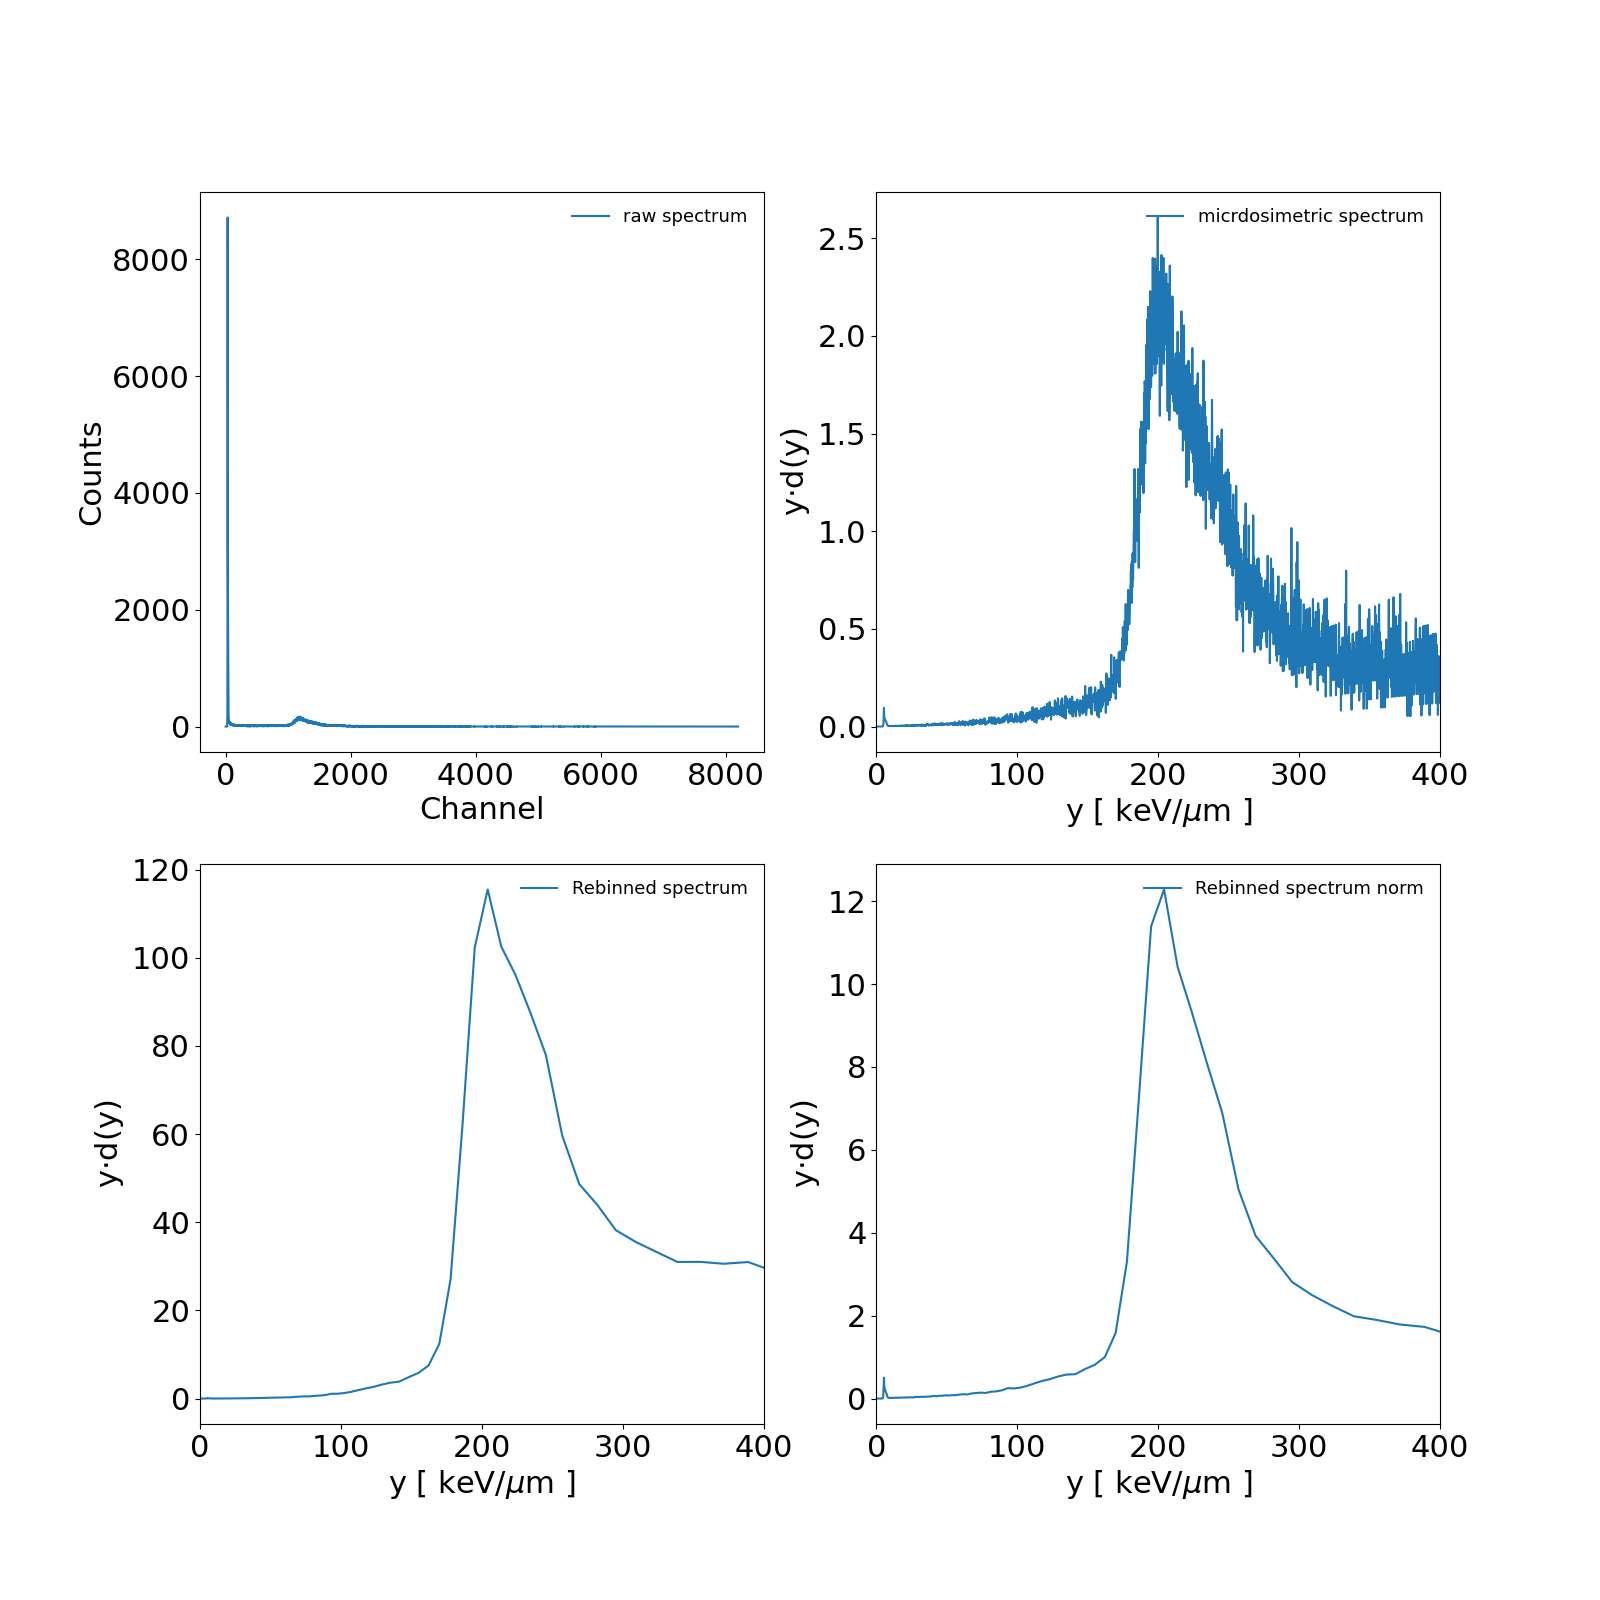 raw spectrum
8000
6000
4000
2000
0
Counts
0 2000 4000 6000 8000
Channel
micrdosimetric spectrum
2.5
2.0
1.5
1.0
0.5
0.0
y·d(y)
0 100 200 300 400
y [ keV/μm ]
Rebinned spectrum
120
100
80
60
40
20
0
y·d(y)
0 100 200 300 400
y [ keV/μm ]
Rebinned spectrum norm
12
10
8
6
4
2
0
y·d(y)
0 100 200 300 400
y [ keV/μm ]